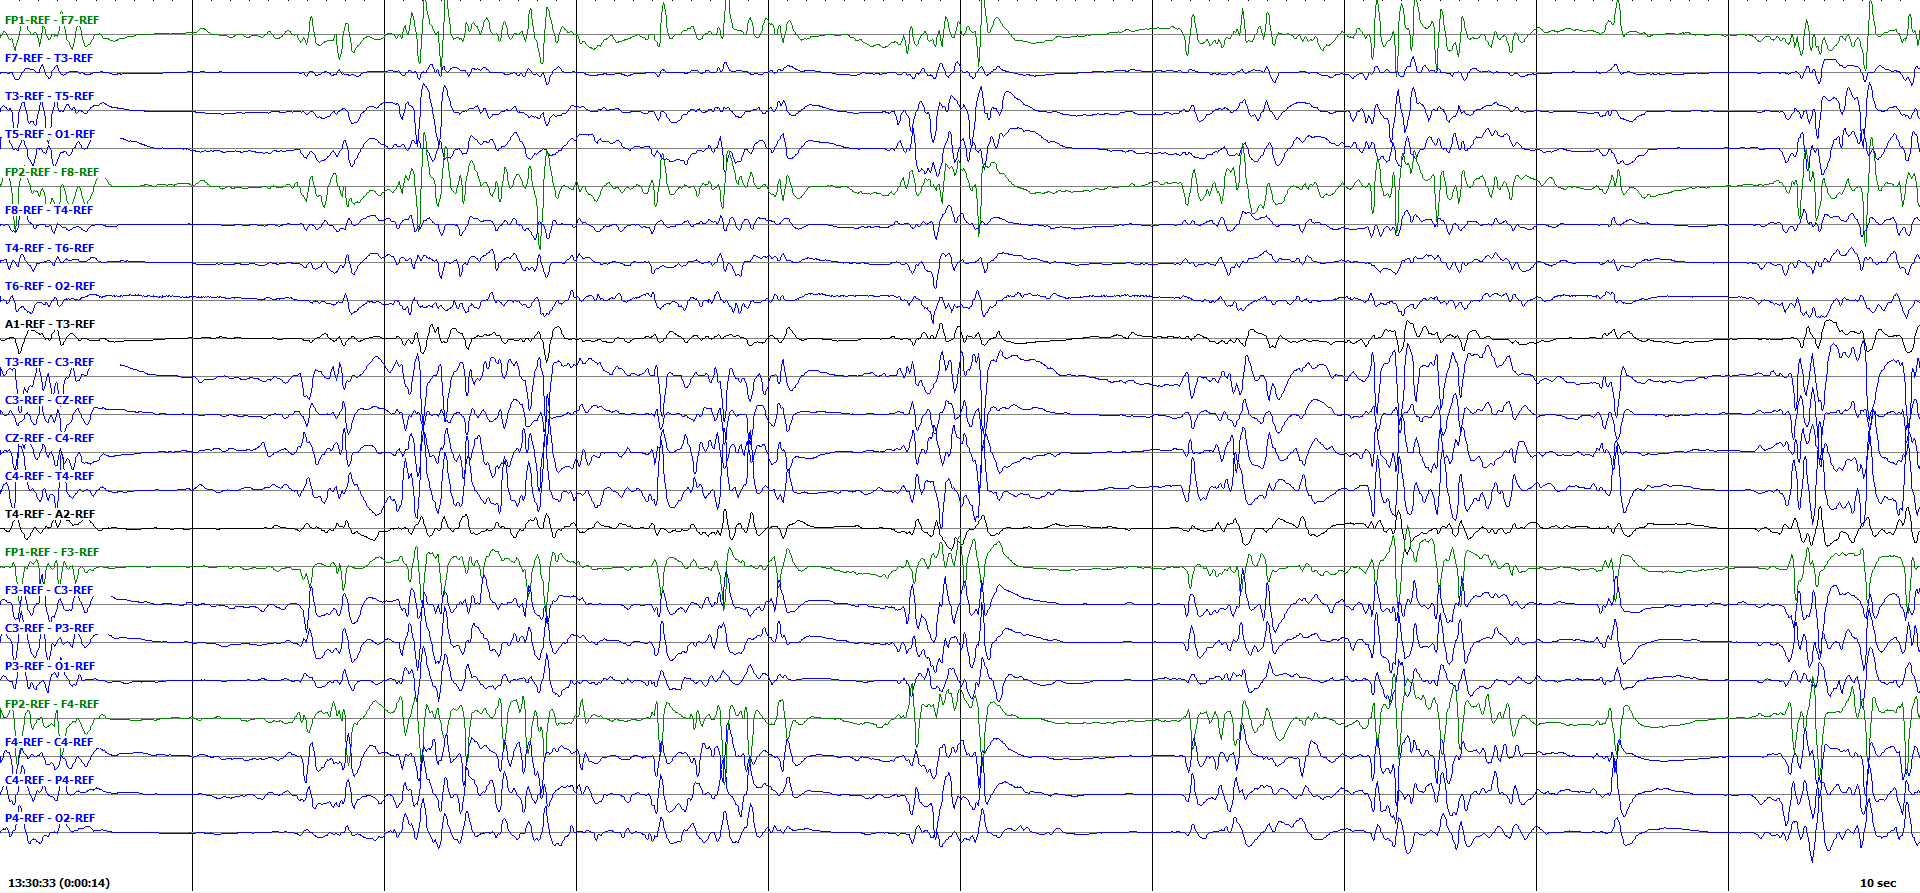 FP1-REF - F7-REF
F7-REF - T3-REF
T3-REF - T5-REF
T5-REF - O1-REF
FP2-REF - F8-REF
F8-REF - T4-REF
T4-REF - T6-REF
T6-REF - O2-REF
A1-REF - T3-REF
T3-REF - C3-REF
C3-REF - CZ-REF
CZ-REF - C4-REF
C4-REF - T4-REF
T4-REF - A2-REF
FP1-REF - F3-REF
F3-REF - C3-REF
C3-REF - P3-REF
P3-REF - O1-REF
FP2-REF - F4-REF
F4-REF - C4-REF
C4-REF - P4-REF
P4-REF - O2-REF
13:30:33 (0:00:14) 10 sec